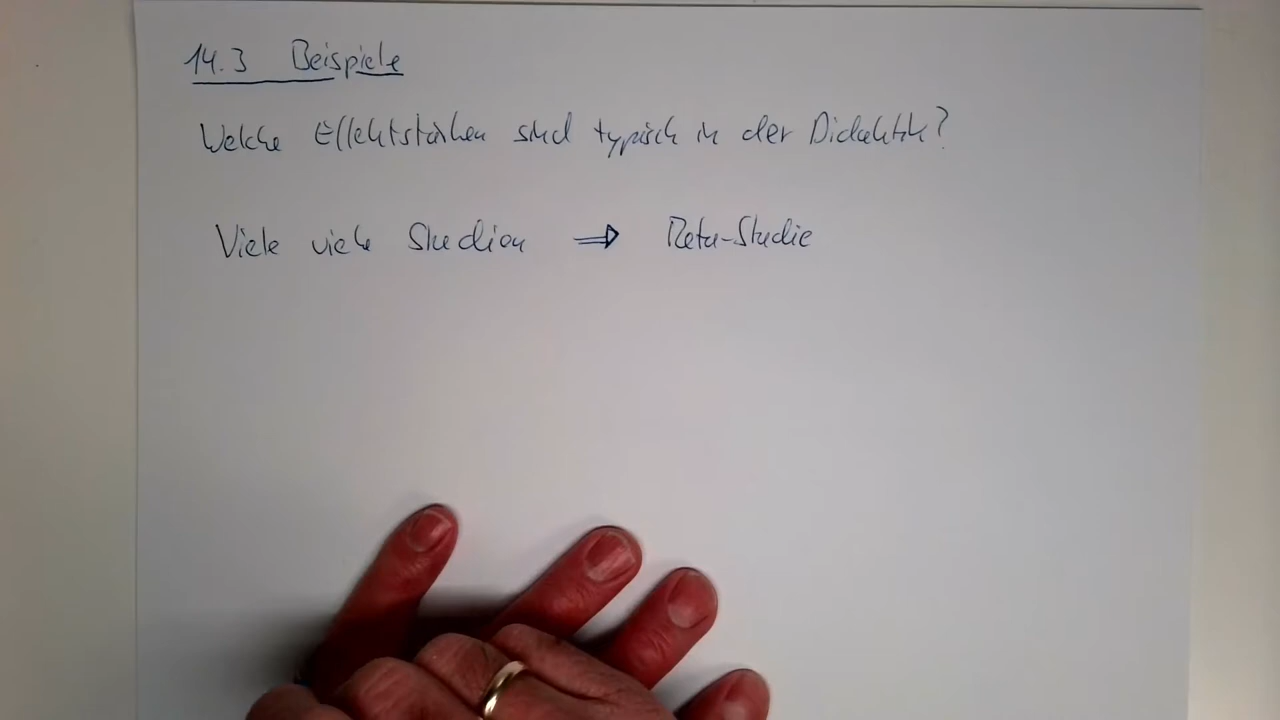 14.3 Beispiele
Welche Effektstärken sind typisch in der Didaktik?
Viele viele Studien ⇒ Meta-Studie